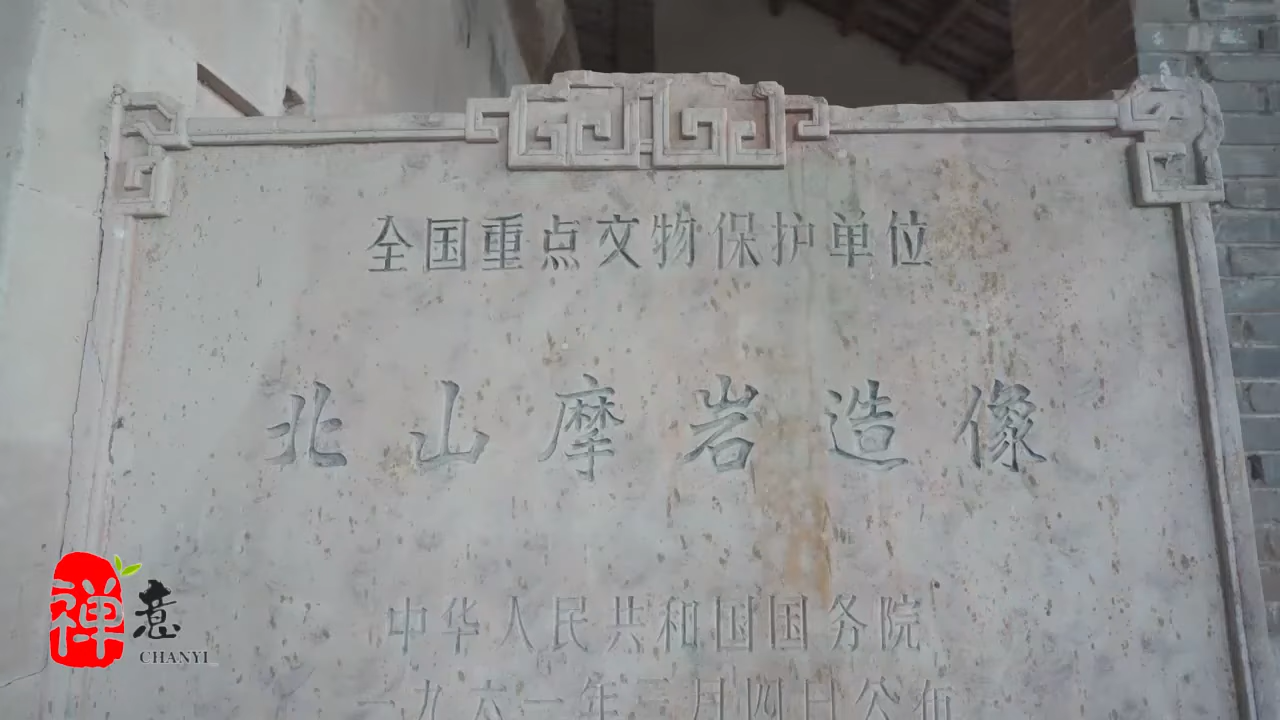 全国重点文物保护单位
北山摩岩造像
中华人民共和国国务院
一九六一年三月四日公布
禅意
CHANYI